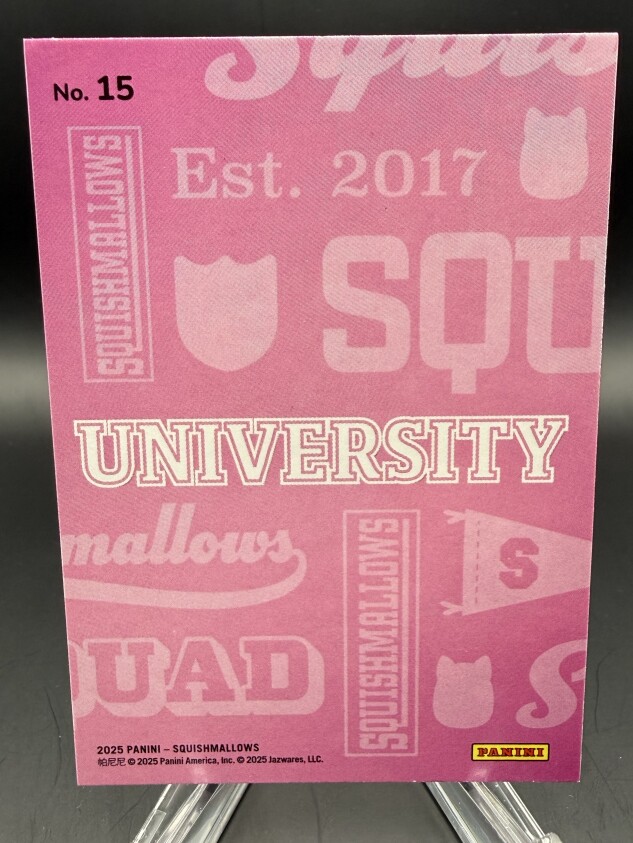 No. 15
Squis
SQUISHMALLOWS
Est. 2017
SQU
UNIVERSITY
mallows
SQUISHMALLOWS
S
QUAD
S
2025 PANINI – SQUISHMALLOWS
帕尼尼 © 2025 Panini America, Inc. © 2025 Jazwares, LLC.
PANINI